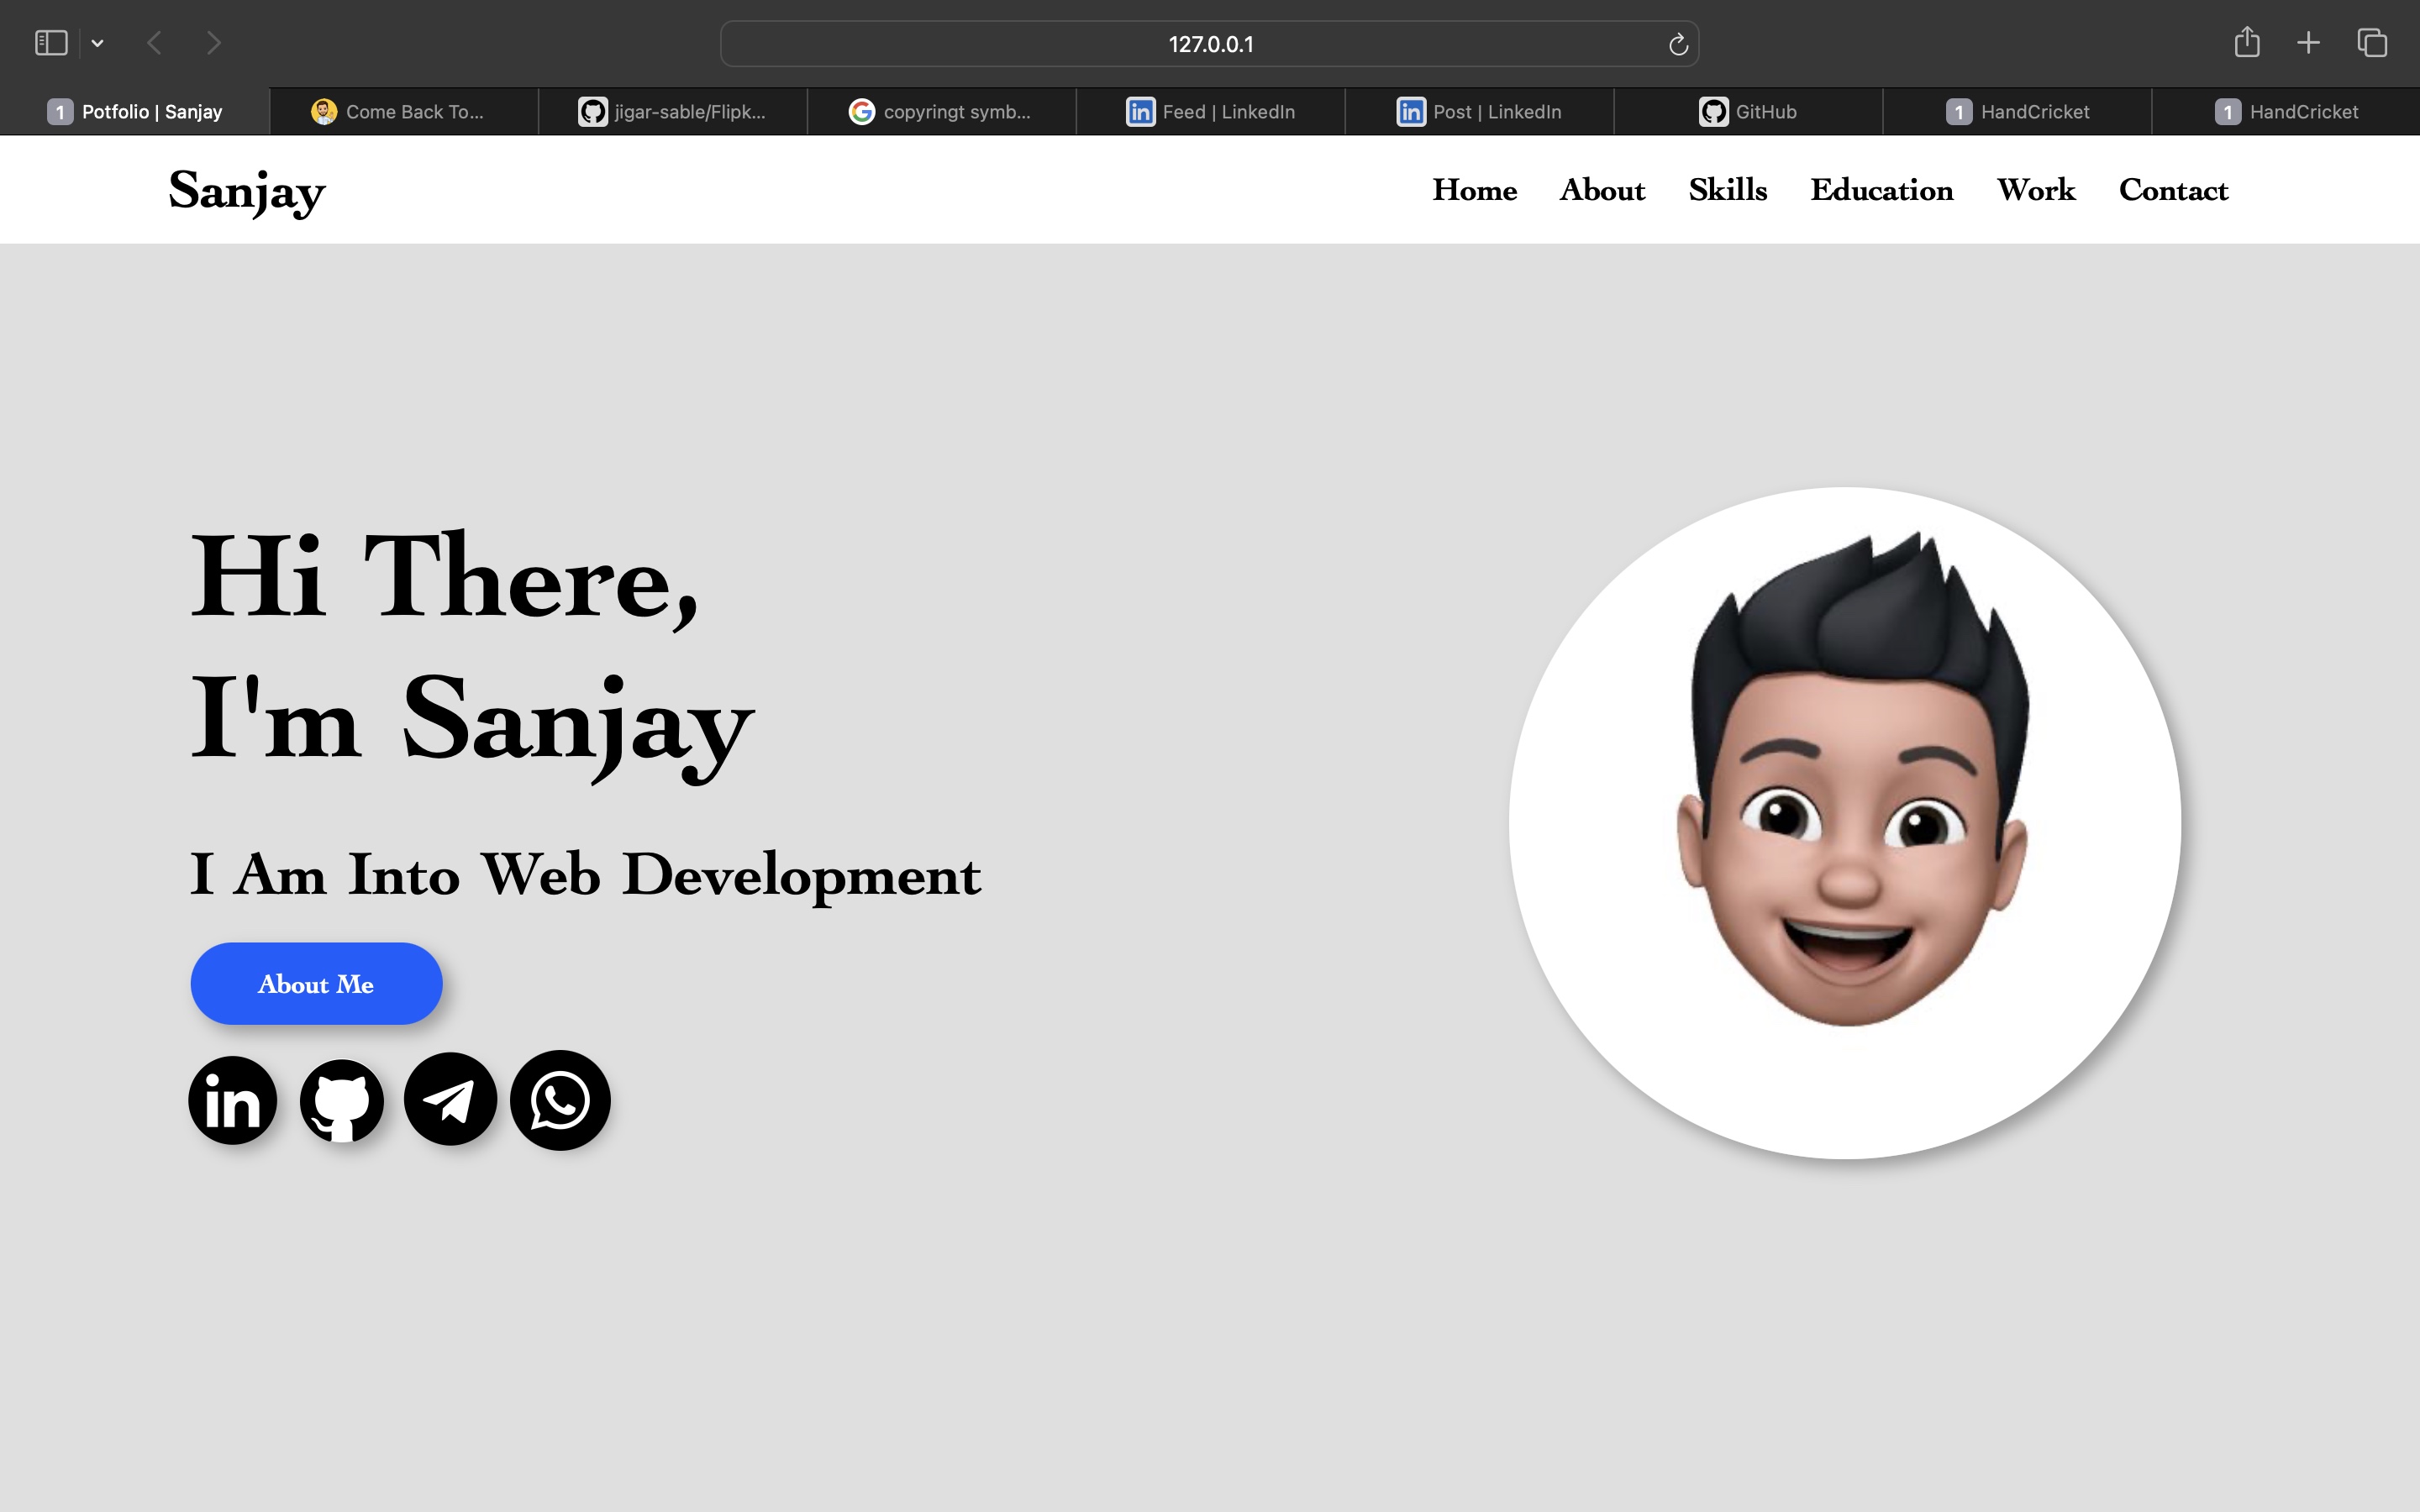 127.0.0.1
1 Potfolio | Sanjay
Come Back To...
jigar-sable/Flipk...
copyringt symb...
Feed | LinkedIn
Post | LinkedIn
GitHub
1 HandCricket
1 HandCricket
Sanjay
Home About Skills Education Work Contact
Hi There,
I'm Sanjay
I Am Into Web Development
About Me
in